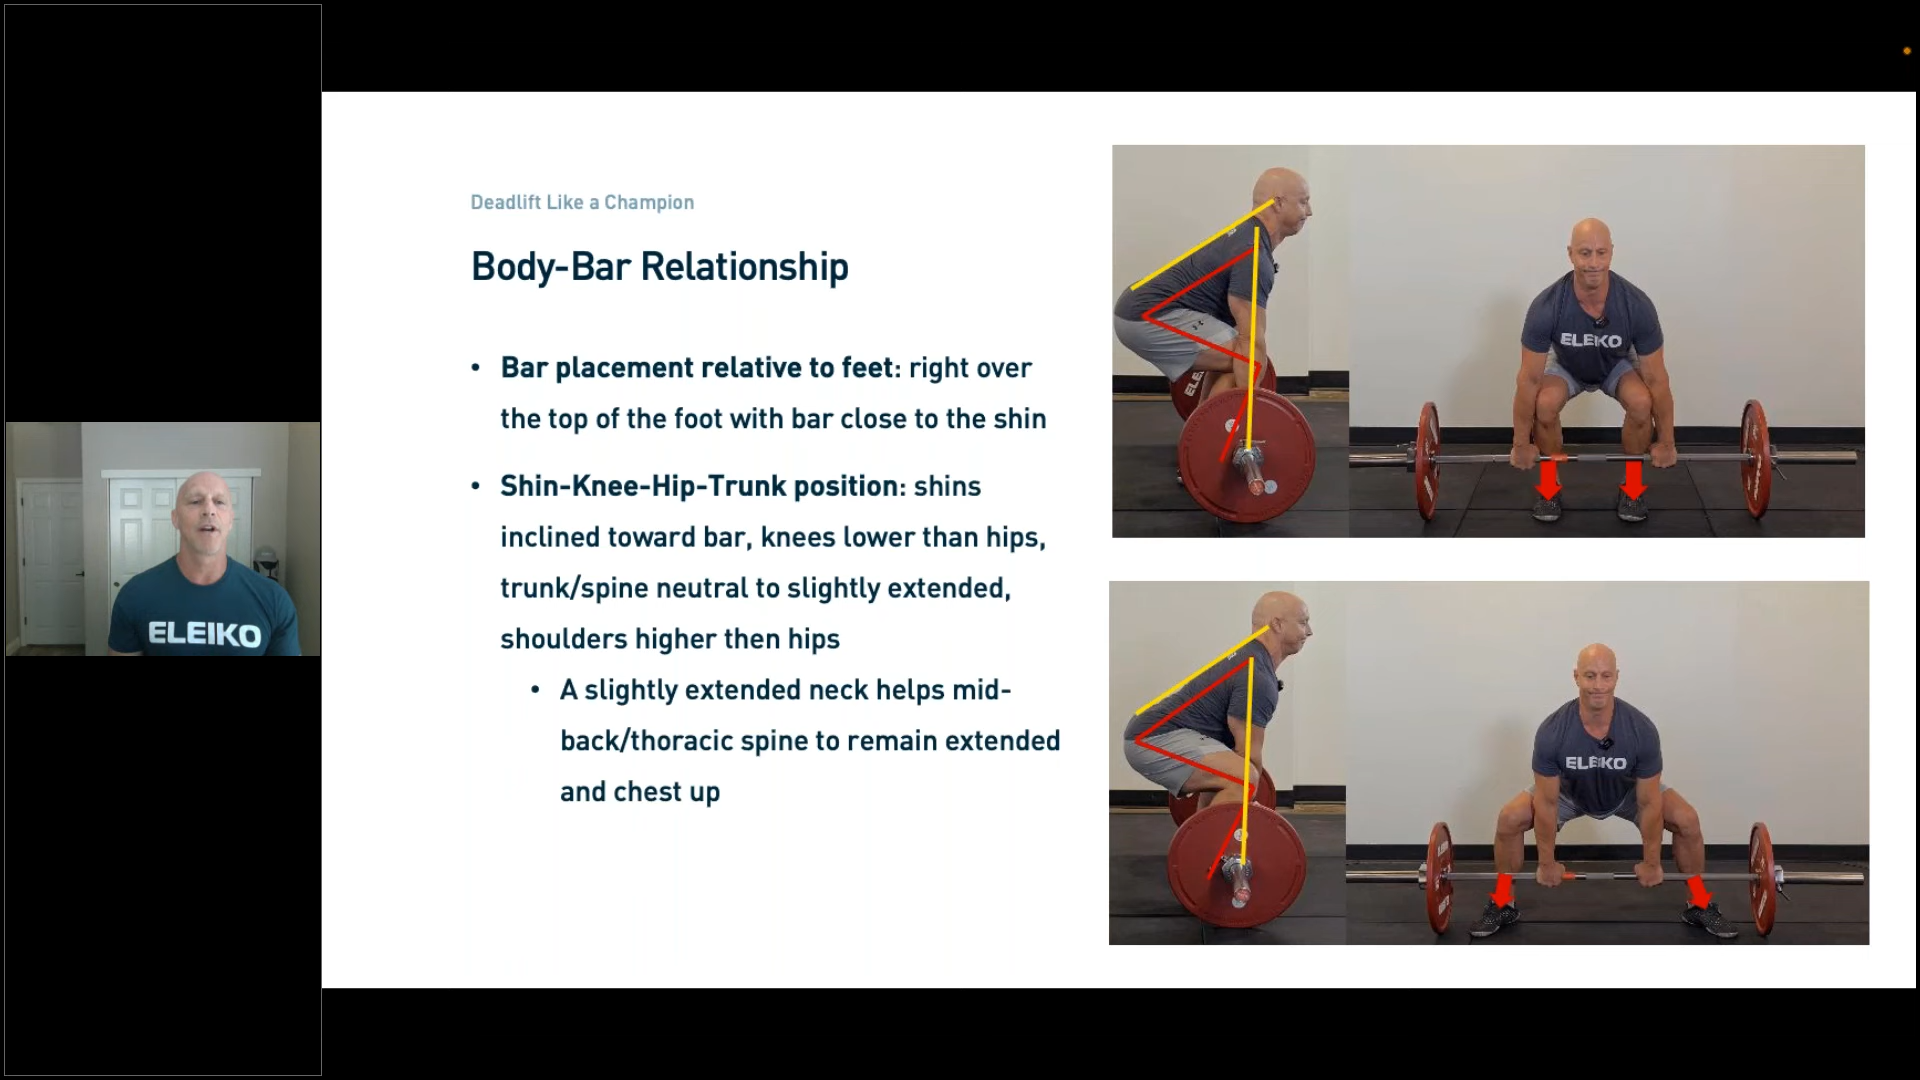 Deadlift Like a Champion
Body-Bar Relationship
• Bar placement relative to feet: right over
the top of the foot with bar close to the shin
• Shin-Knee-Hip-Trunk position: shins
inclined toward bar, knees lower than hips,
trunk/spine neutral to slightly extended,
shoulders higher then hips
• A slightly extended neck helps mid-
back/thoracic spine to remain extended
and chest up
ELEIKO
ELEIKO
ELEIKO